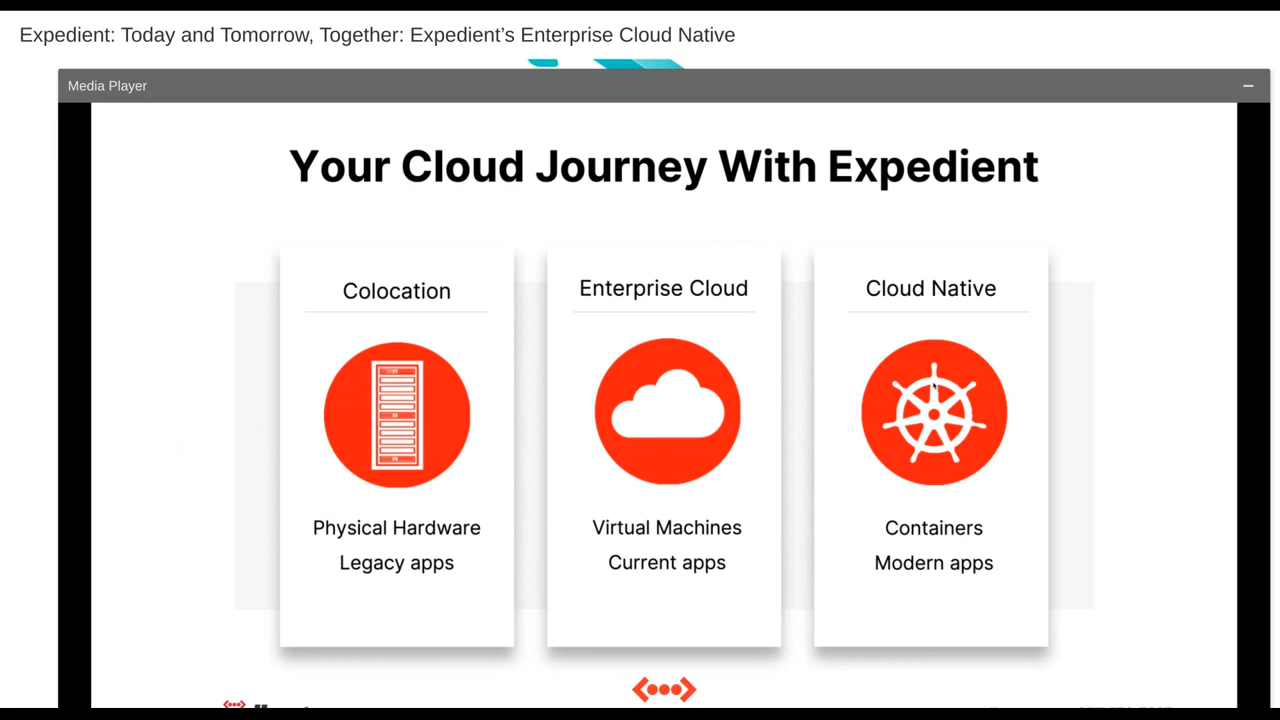 Expedient: Today and Tomorrow, Together: Expedient’s Enterprise Cloud Native
Media Player
Your Cloud Journey With Expedient
Colocation
Physical Hardware
Legacy apps
Enterprise Cloud
Virtual Machines
Current apps
Cloud Native
Containers
Modern apps